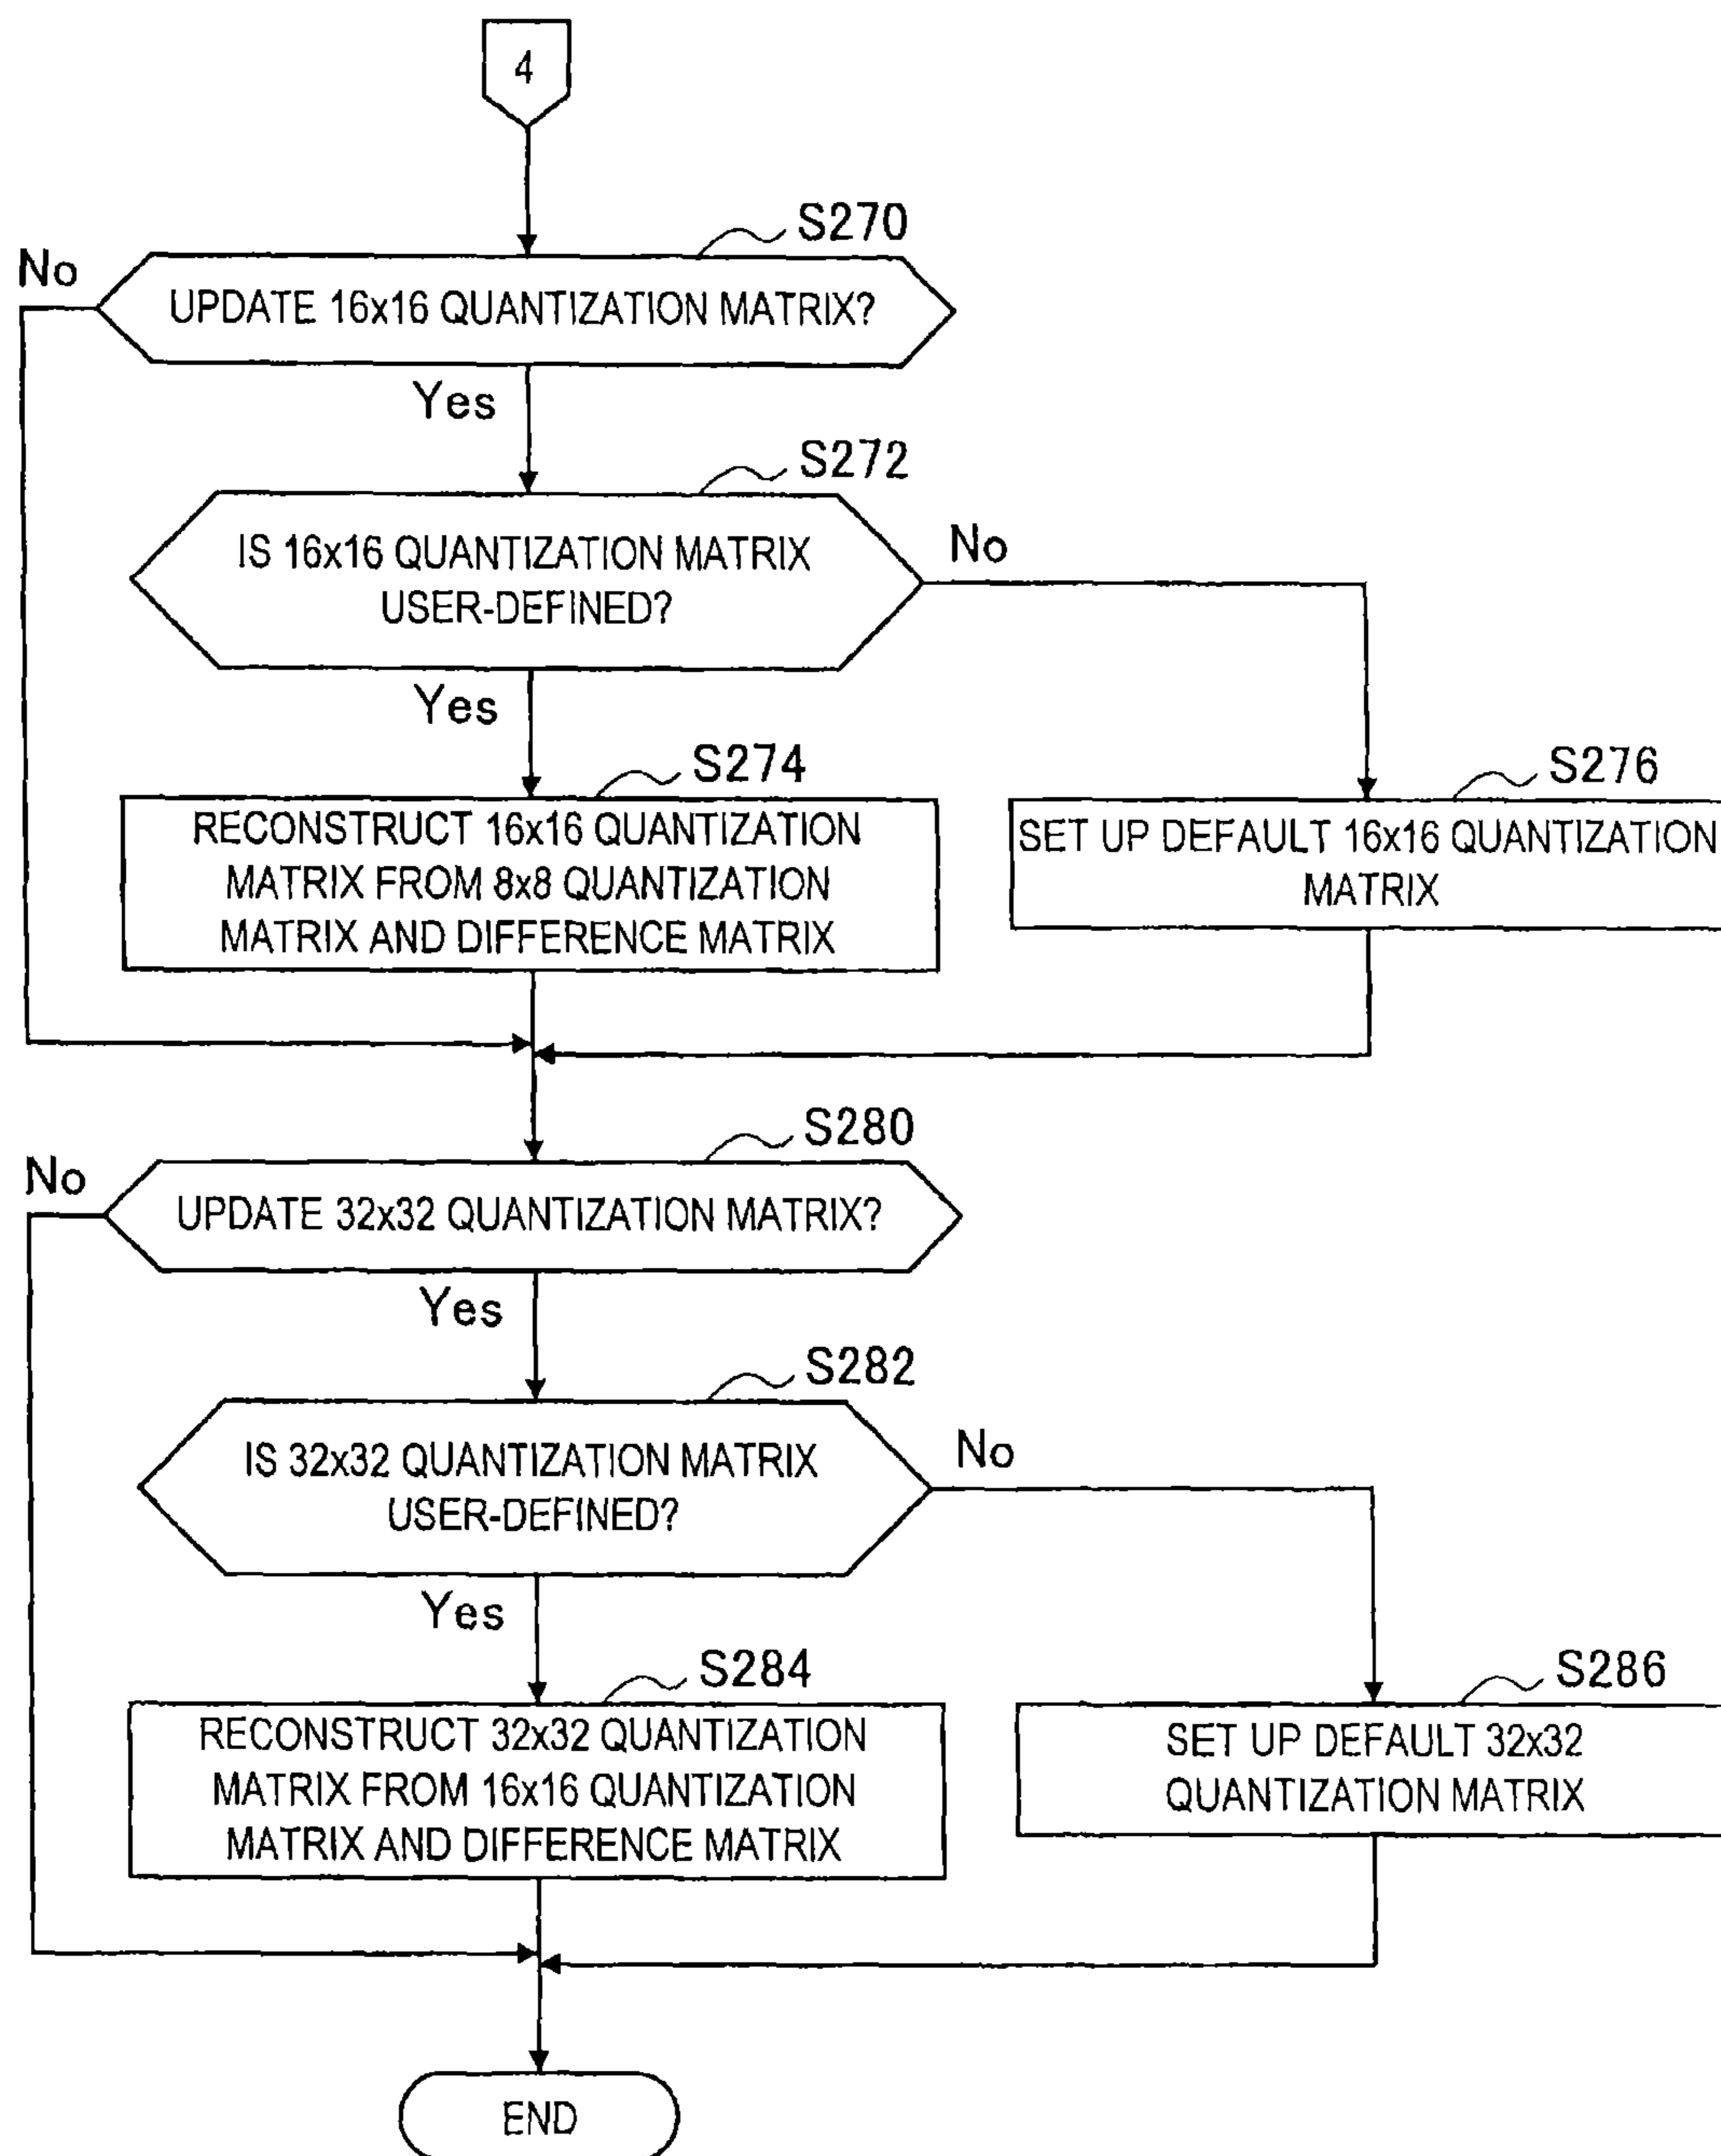 4
S270
No
UPDATE 16x16 QUANTIZATION MATRIX?
Yes
S272
IS 16x16 QUANTIZATION MATRIX
USER-DEFINED?
No
Yes
S274
RECONSTRUCT 16x16 QUANTIZATION
MATRIX FROM 8x8 QUANTIZATION
MATRIX AND DIFFERENCE MATRIX
S276
SET UP DEFAULT 16x16 QUANTIZATION
MATRIX
S280
No
UPDATE 32x32 QUANTIZATION MATRIX?
Yes
S282
IS 32x32 QUANTIZATION MATRIX
USER-DEFINED?
No
Yes
S284
RECONSTRUCT 32x32 QUANTIZATION
MATRIX FROM 16x16 QUANTIZATION
MATRIX AND DIFFERENCE MATRIX
S286
SET UP DEFAULT 32x32
QUANTIZATION MATRIX
END